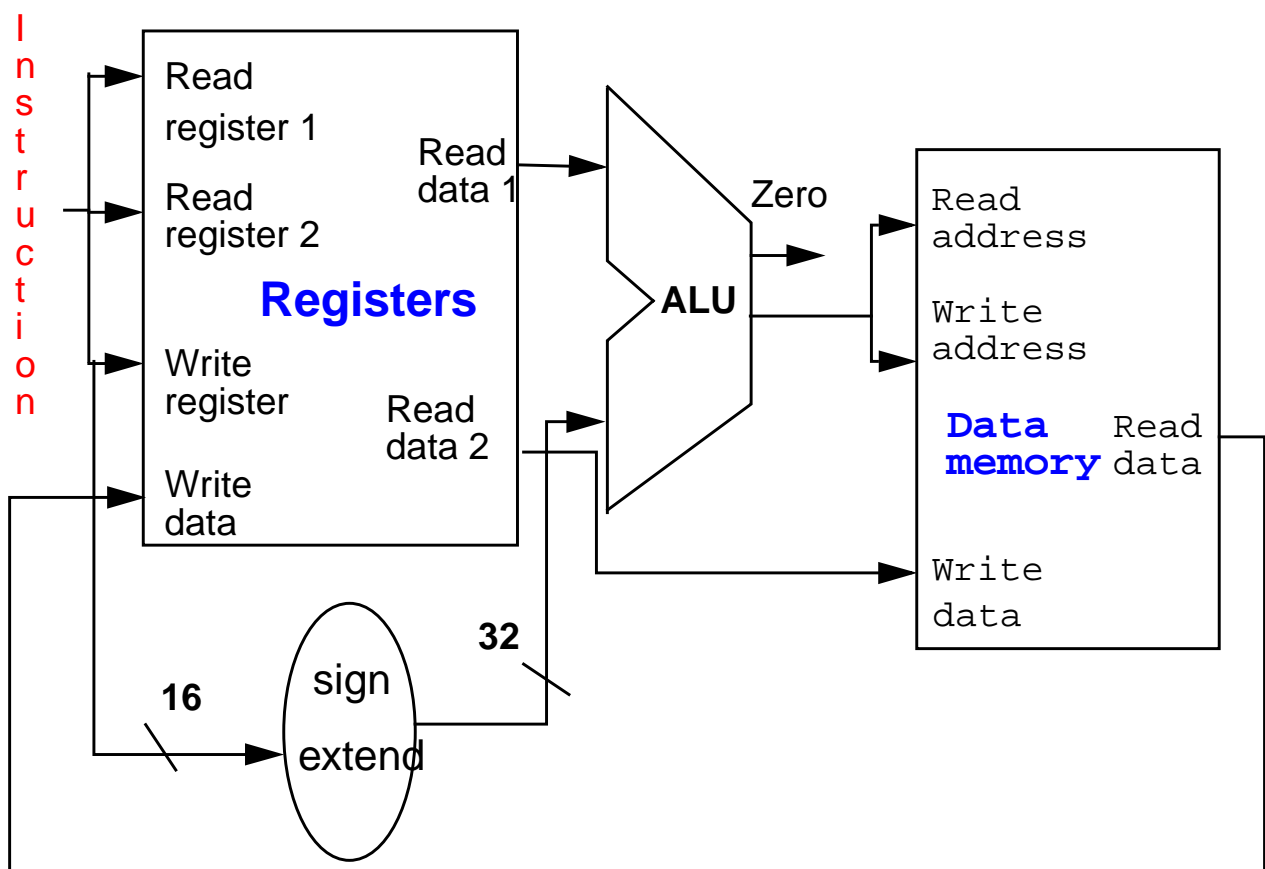 Instruction
Read
register 1
Read
register 2
Registers
Write
register
Write
data
Read
data 1
Read
data 2
Zero
ALU
Read
address
Write
address
Data
memory
Read
data
Write
data
16
sign
extend
32